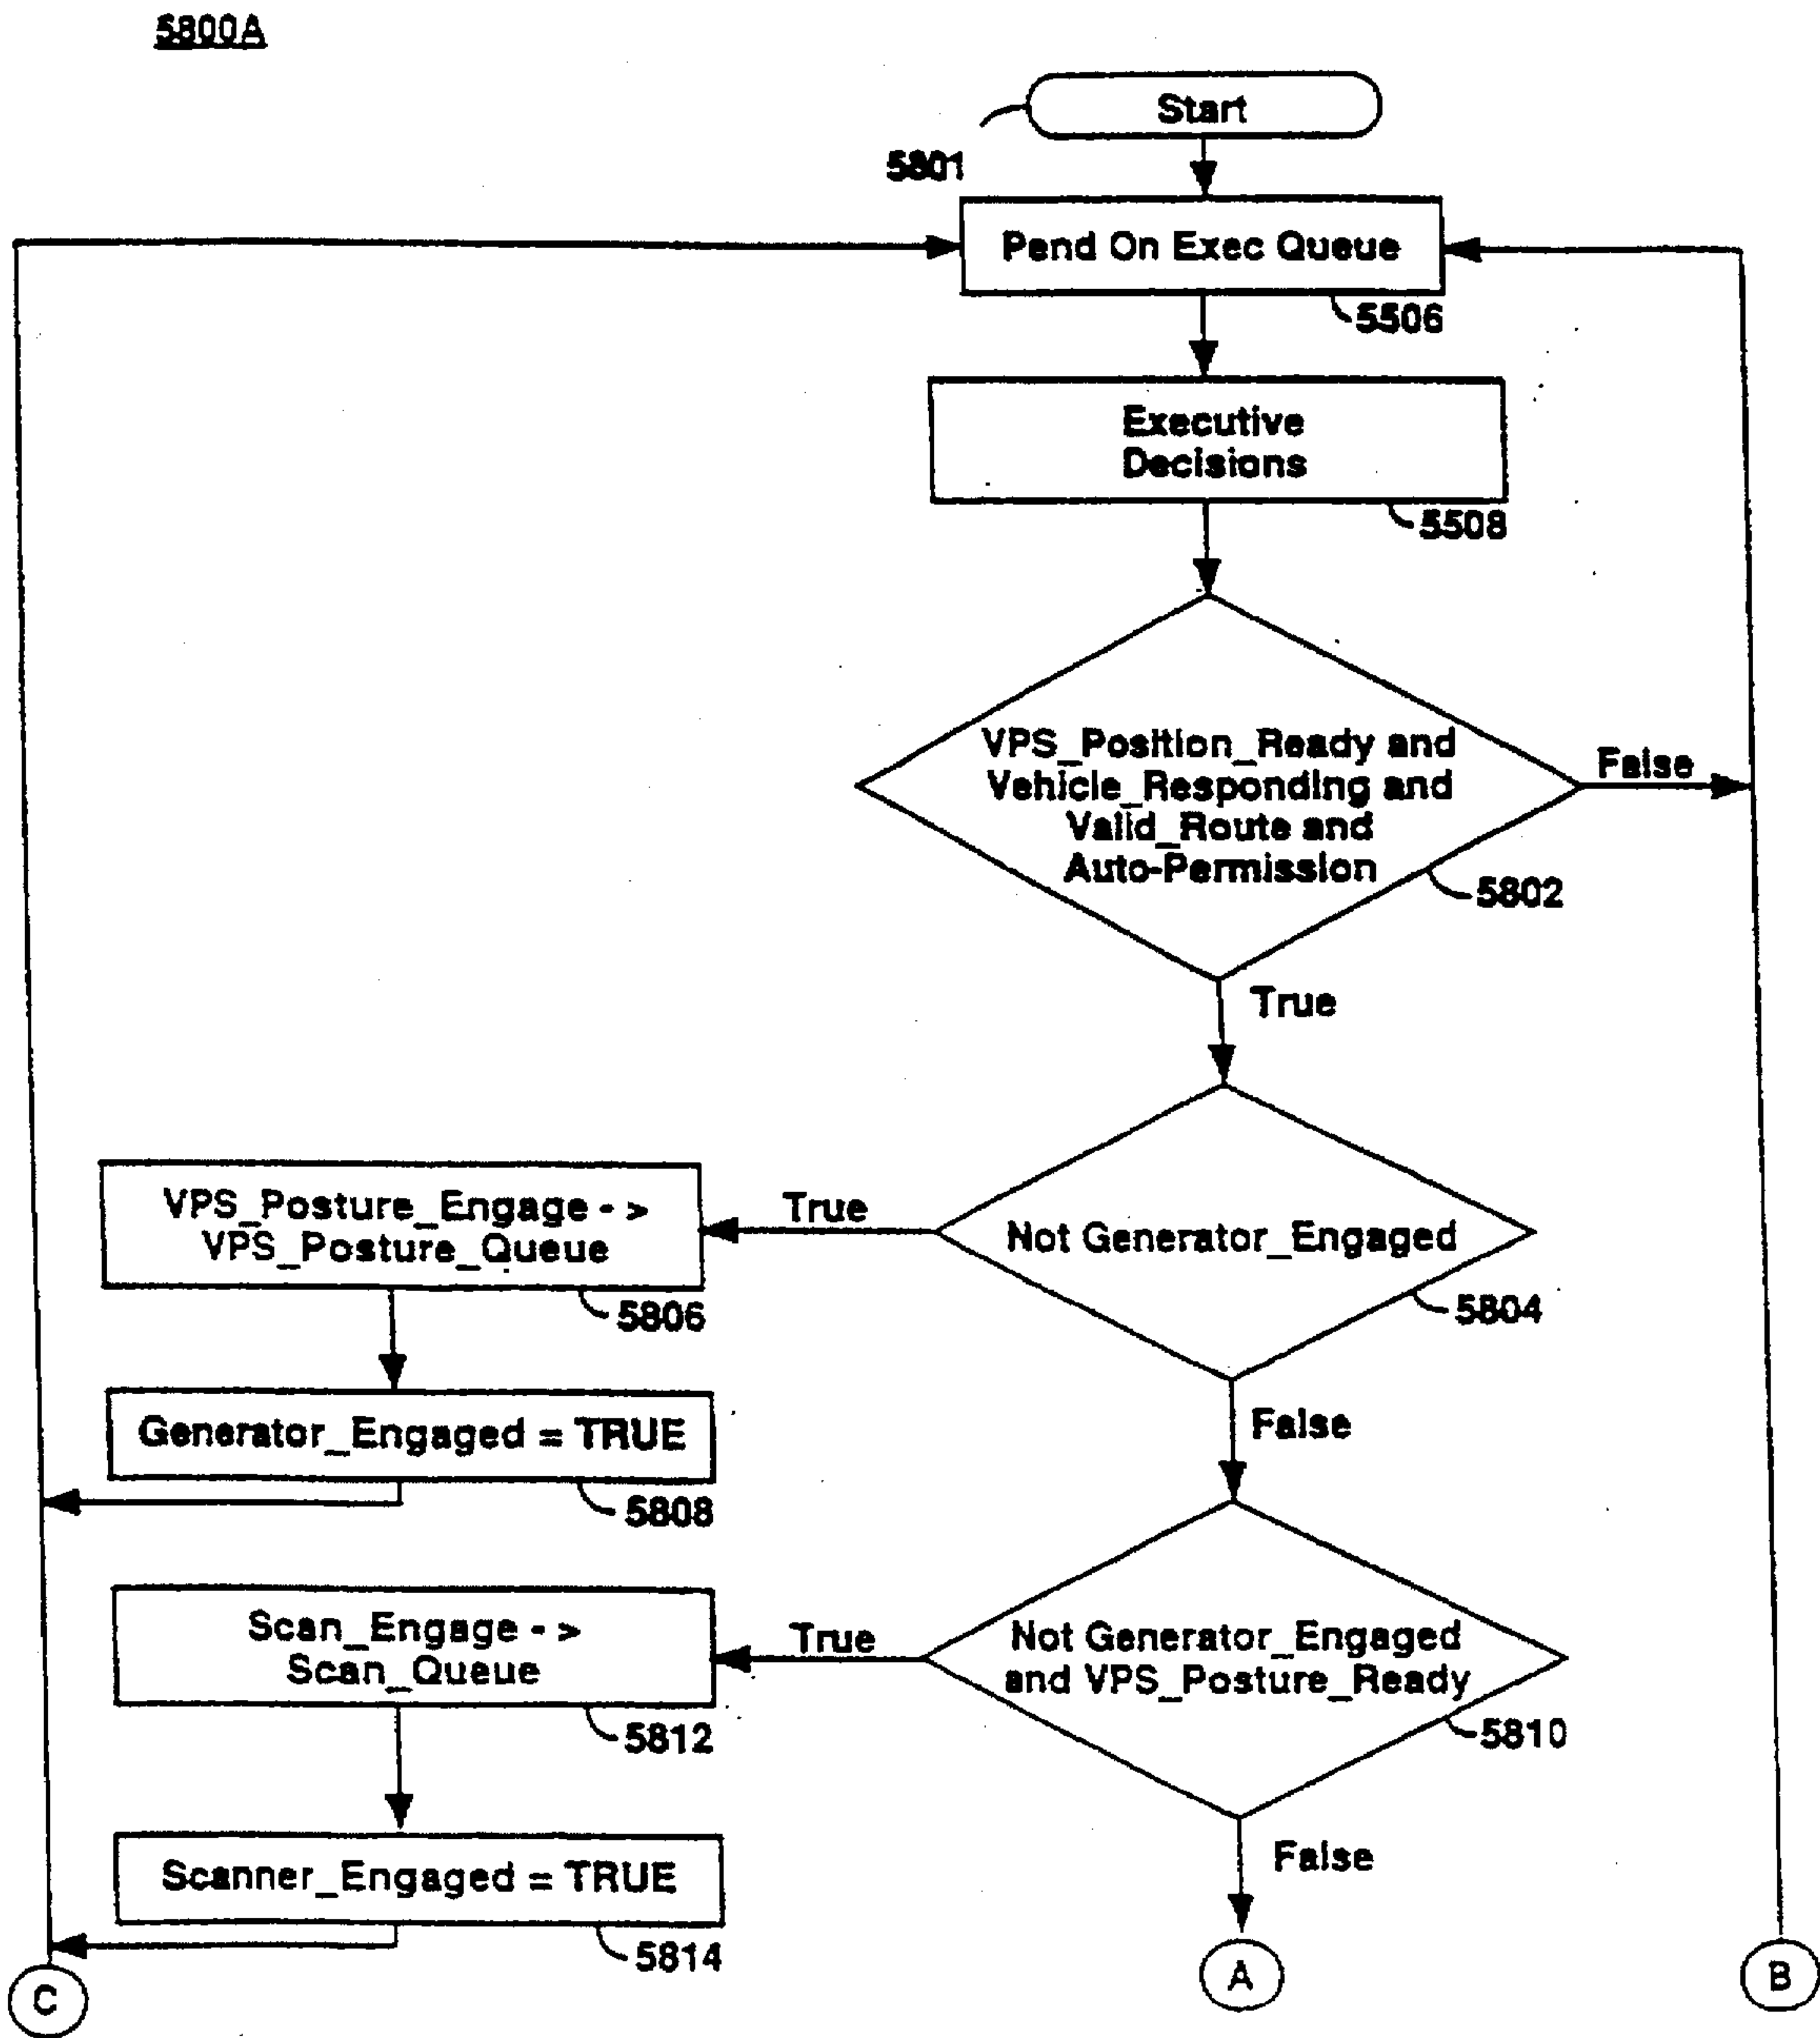 5800A
Start
5801
Pend On Exec Queue
5506
Executive
Decisions
5508
VPS_Position_Ready and
Vehicle_Responding and
Valid_Route and
Auto-Permission
False
5802
True
VPS_Posture_Engage - >
VPS_Posture_Queue
True
Not Generator_Engaged
5806
5804
Generator_Engaged = TRUE
False
5808
Scan_Engage - >
Scan_Queue
True
Not Generator_Engaged
and VPS_Posture_Ready
5812
5810
Scanner_Engaged = TRUE
False
5814
C
A
B